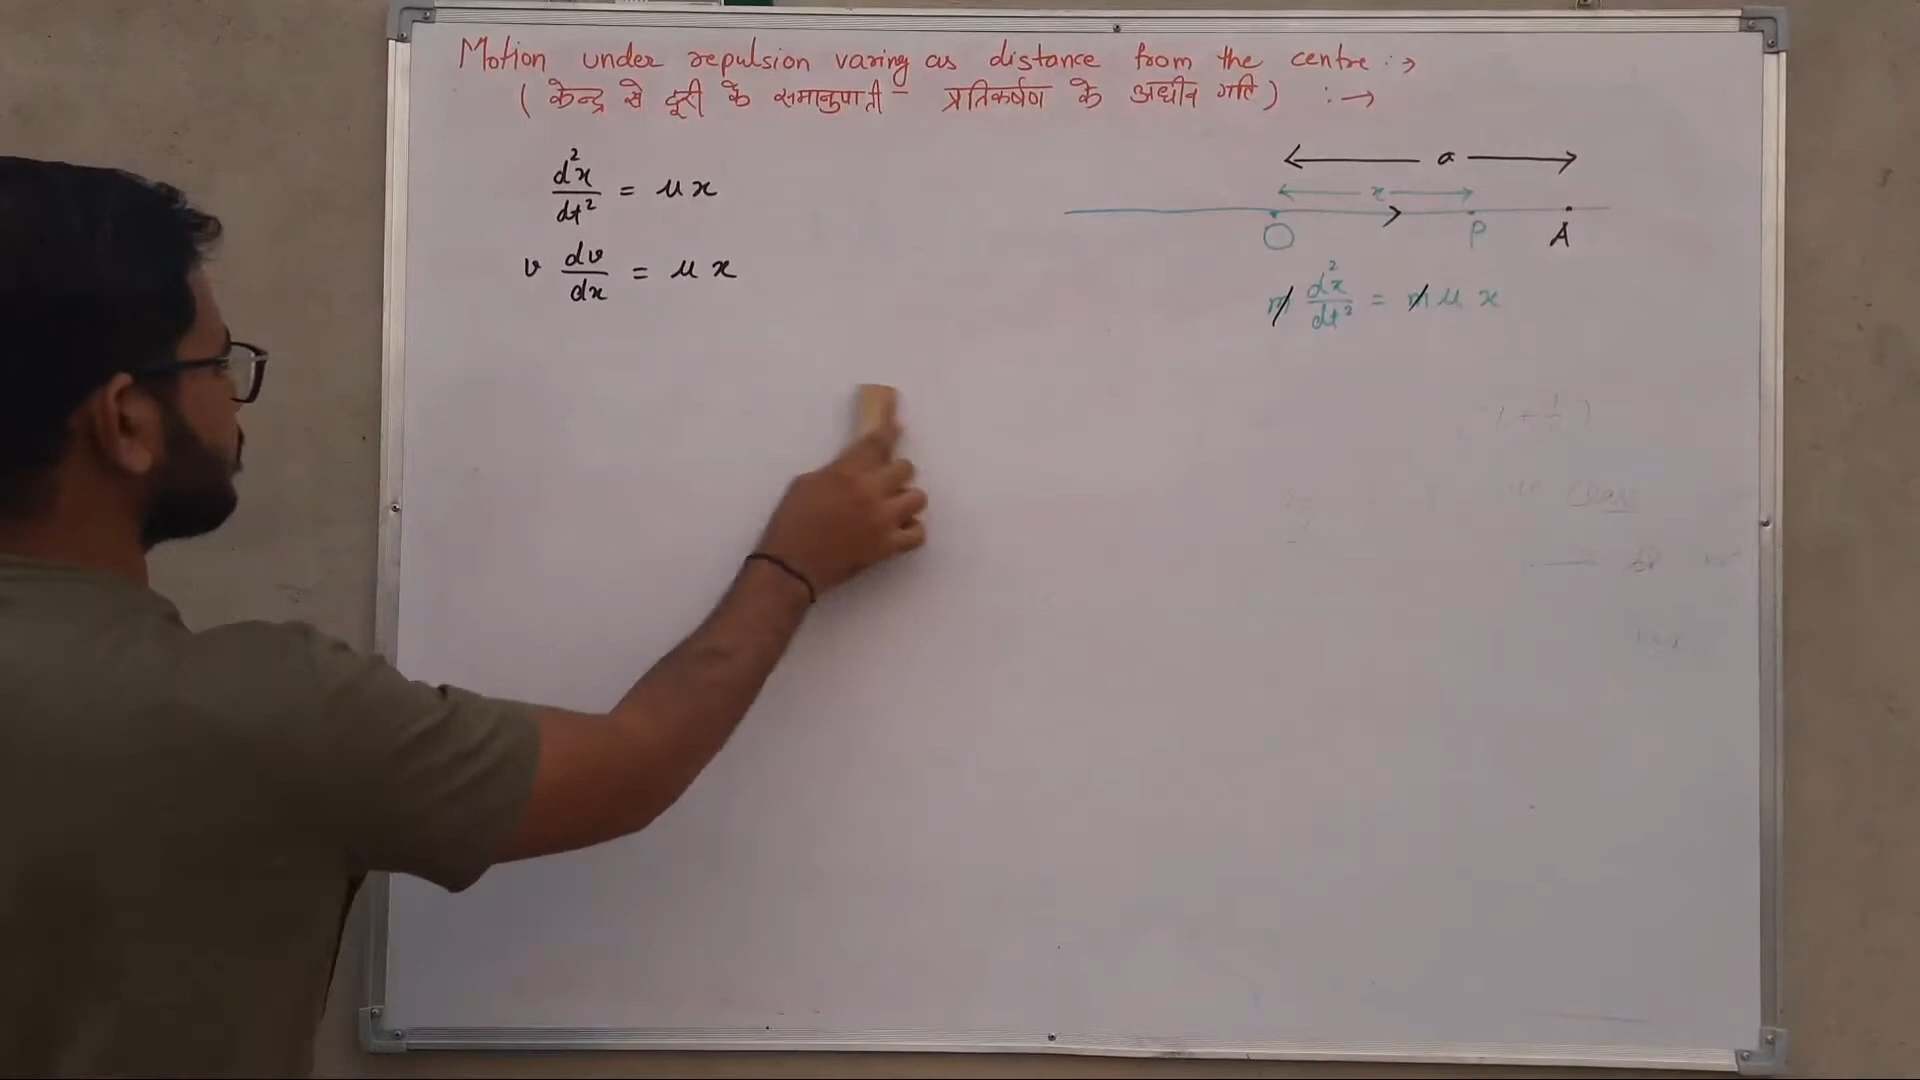 Motion under repulsion varing as distance from the centre :→
( केन्द्र से दूरी के समानुपाती - प्रतिकर्षण के अधीन गति ) :→
d²x/dt² = μx
v dv/dx = μ x
a
x
O P A
m d²x/dt² = m μ x